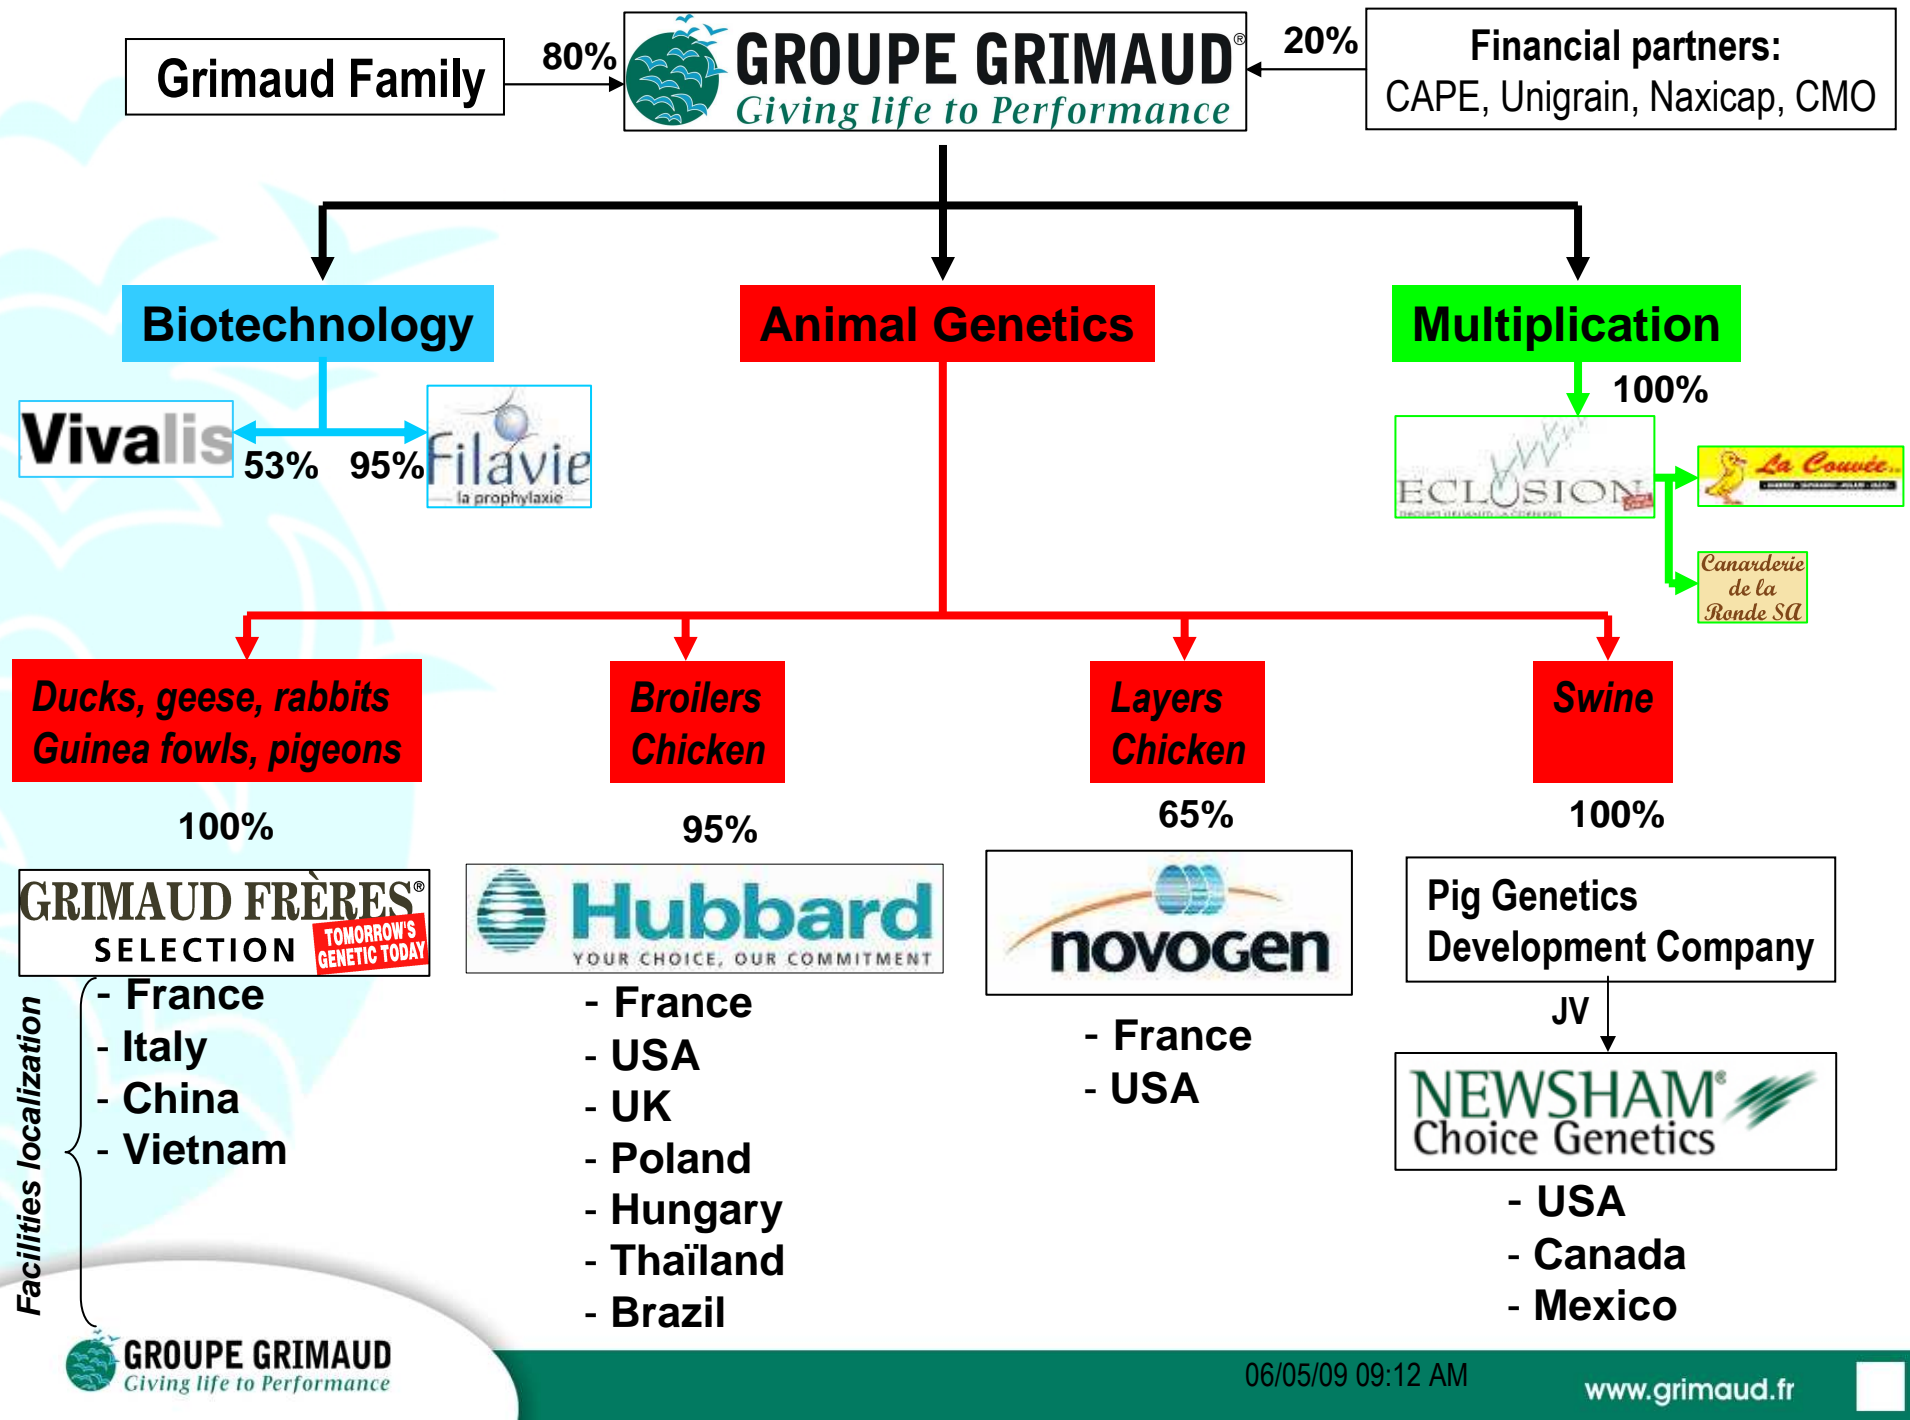 Grimaud Family
80%
GROUPE GRIMAUD®
Giving life to Performance
20%
Financial partners:
CAPE, Unigrain, Naxicap, CMO
Biotechnology
Animal Genetics
Multiplication
Vivalis
53%
95%
Filavie
la prophylaxie
100%
ECLOSION
La Couvée
Canarderie
de la
Ronde SA
Ducks, geese, rabbits
Guinea fowls, pigeons
Broilers
Chicken
Layers
Chicken
Swine
100%
95%
65%
100%
GRIMAUD FRÈRES®
SELECTION
TOMORROW'S
GENETIC TODAY
Hubbard
YOUR CHOICE, OUR COMMITMENT
novogen
Pig Genetics
Development Company
JV
NEWSHAM®
Choice Genetics
Facilities localization
- France
- Italy
- China
- Vietnam
- France
- USA
- UK
- Poland
- Hungary
- Thaïland
- Brazil
- France
- USA
- USA
- Canada
- Mexico
GROUPE GRIMAUD
Giving life to Performance
06/05/09 09:12 AM
www.grimaud.fr